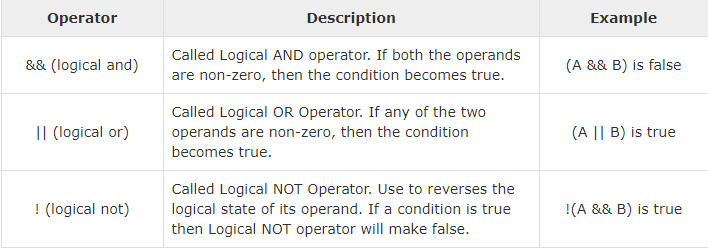 Operator Description Example
&& (logical and) Called Logical AND operator. If both the operands are non-zero, then the condition becomes true. (A && B) is false
|| (logical or) Called Logical OR Operator. If any of the two operands are non-zero, then the condition becomes true. (A || B) is true
! (logical not) Called Logical NOT Operator. Use to reverses the logical state of its operand. If a condition is true then Logical NOT operator will make false. !(A && B) is true